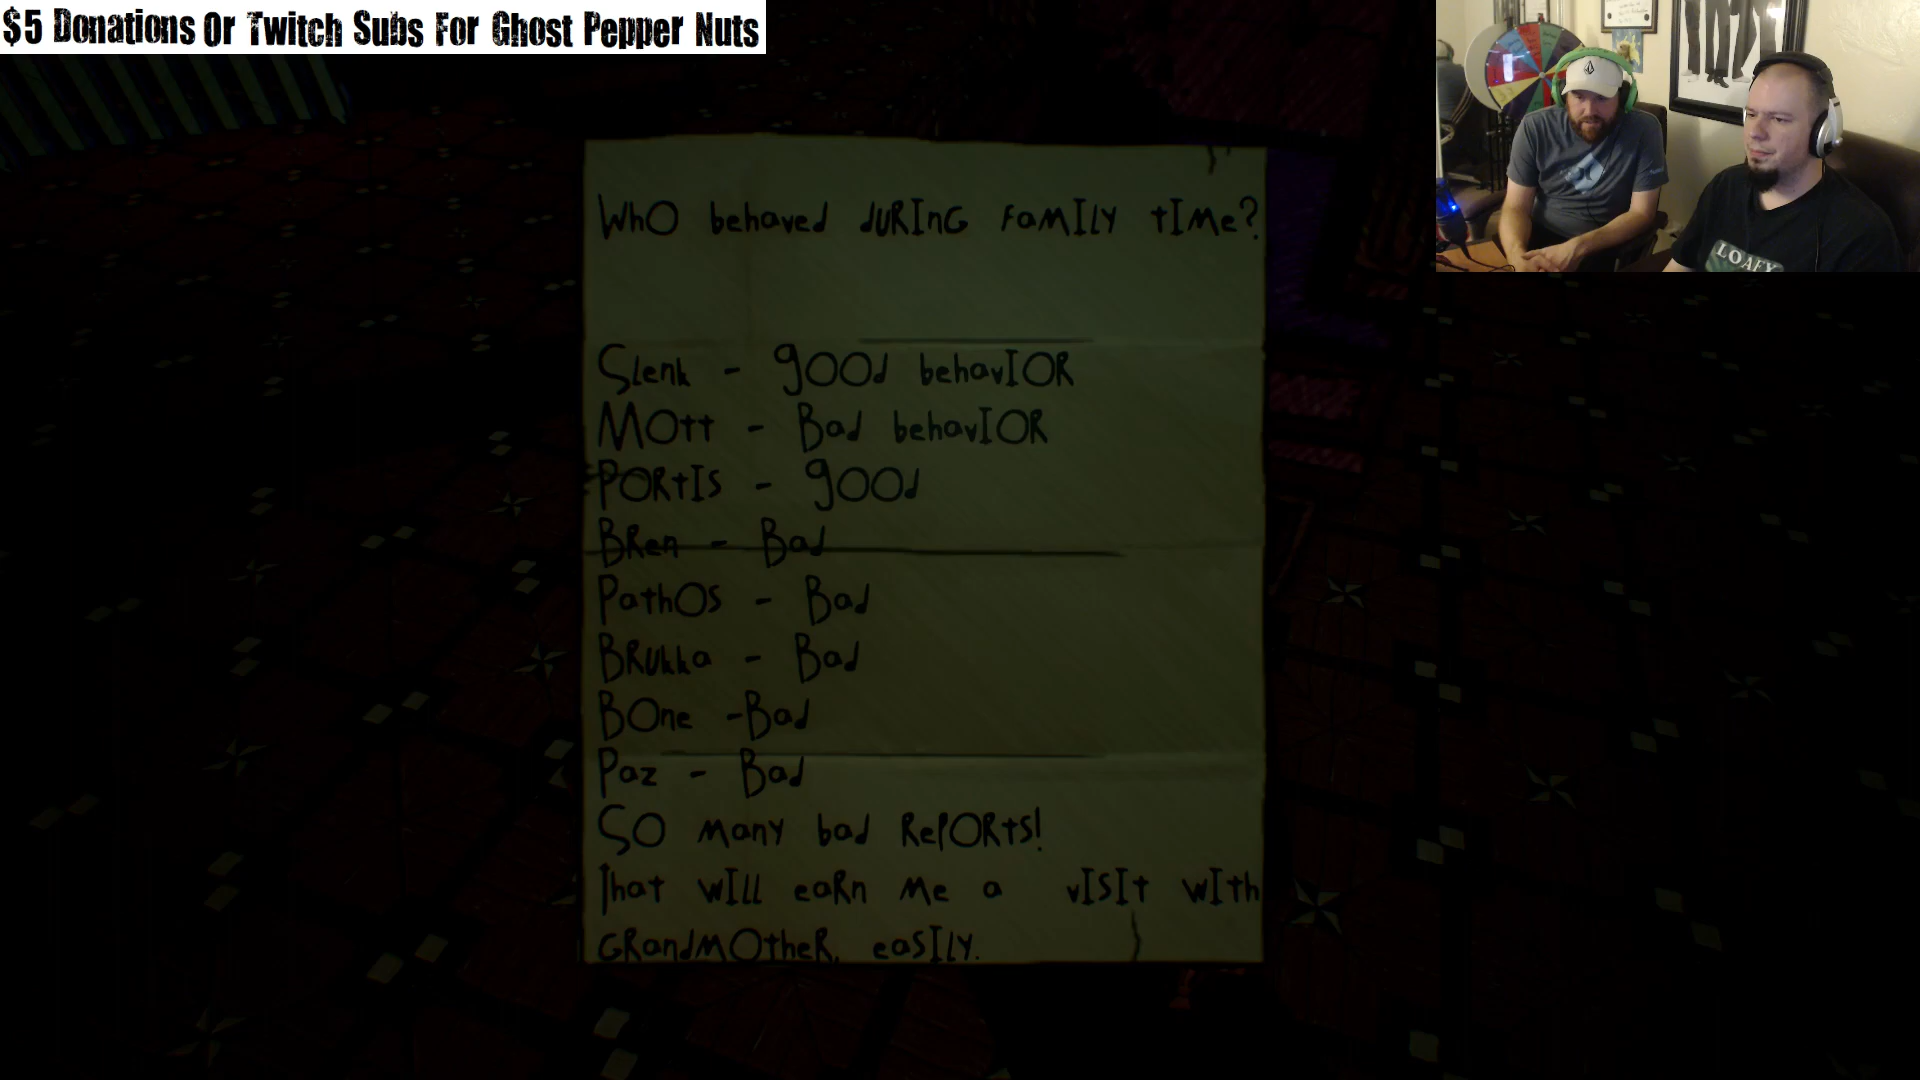 $5 Donations Or Twitch Subs For Ghost Pepper Nuts
WhO behaved dURInG FaMILY tIMe?
Slenk - gOOd behavIOR
MOtt - Bad behavIOR
PORtIS - gOOd
BRen - Bad
PathOS - Bad
BRUkka - Bad
BOne -Bad
Paz - Bad
SO many bad RePORtS!
That wIll eaRn Me a vISIt wIth
GRandMOtheR, easILY.
LOAFY